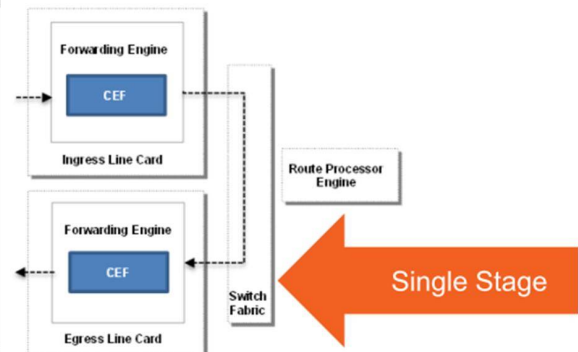 Forwarding Engine
CEF
Ingress Line Card
Route Processor
Engine
Forwarding Engine
CEF
Single Stage
Switch
Fabric
Egress Line Card